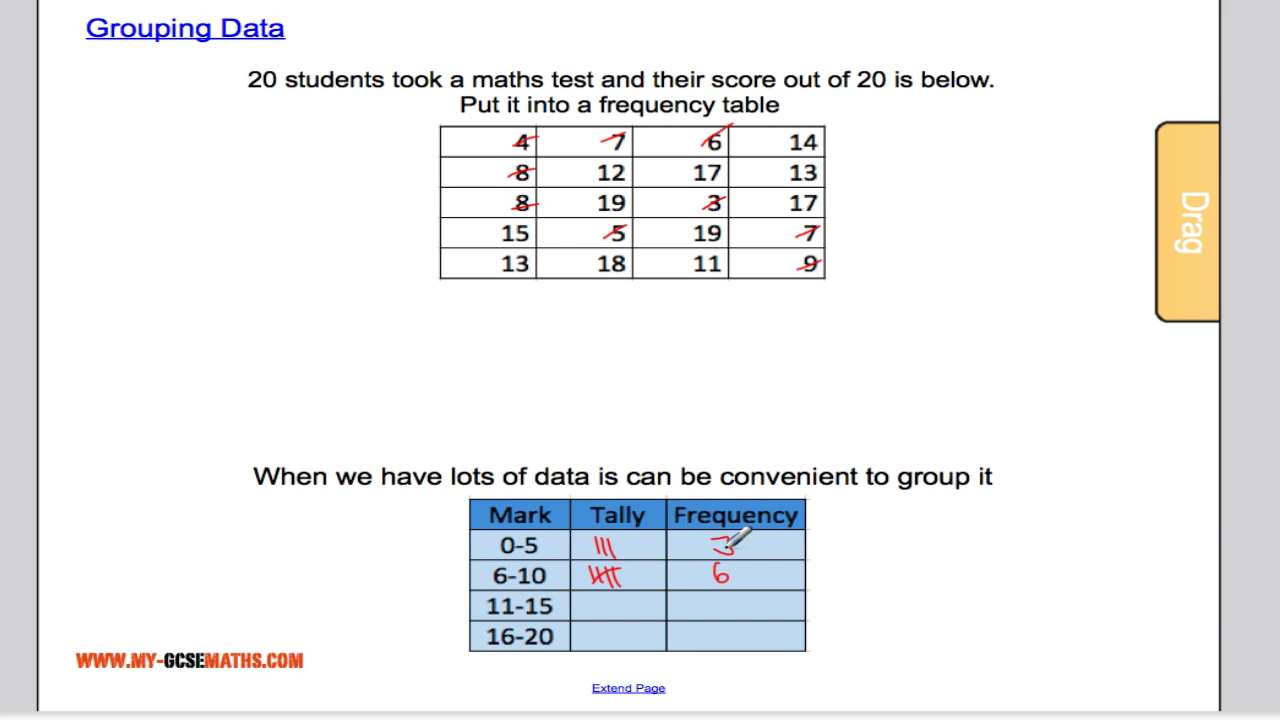 Grouping Data
20 students took a maths test and their score out of 20 is below.
Put it into a frequency table
4 7 6 14
8 12 17 13
8 19 3 17
15 5 19 7
13 18 11 9
Drag
When we have lots of data is can be convenient to group it
Mark Tally Frequency
0-5 ||| 3
6-10 6
11-15
16-20
WWW.MY-GCSEMATHS.COM
Extend Page